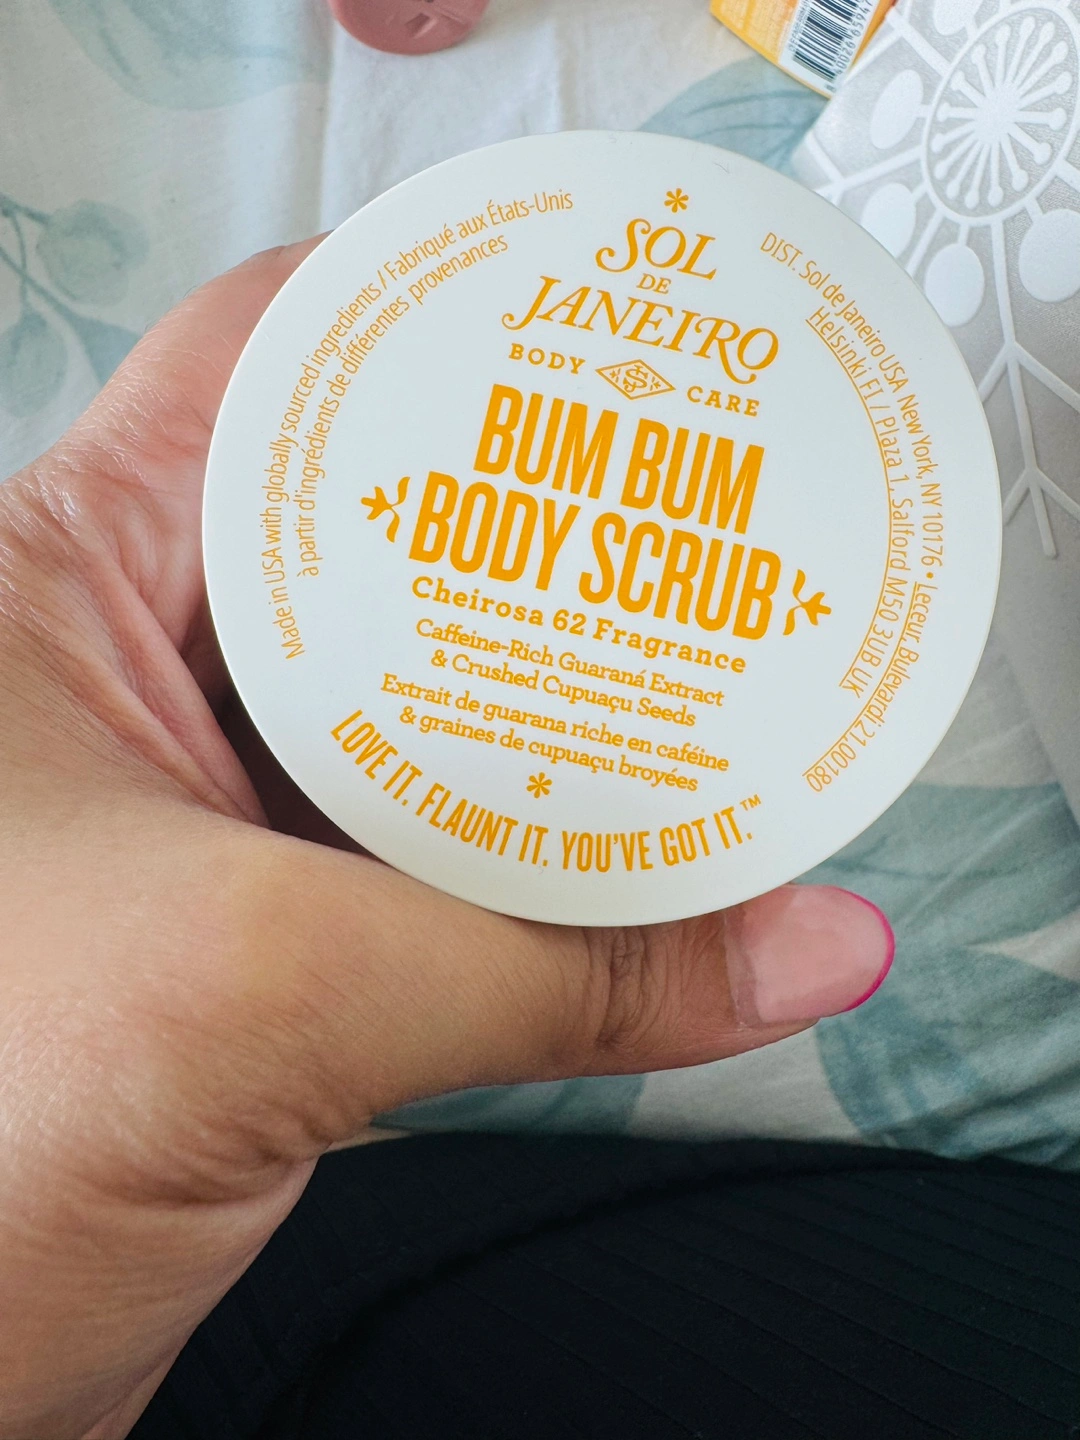 SOL
DE
JANEIRO
BODY CARE
BUM BUM
BODY SCRUB
Cheirosa 62 Fragrance
Caffeine-Rich Guaraná Extract
& Crushed Cupuaçu Seeds
Extrait de guarana riche en caféine
& graines de cupuaçu broyées
LOVE IT. FLAUNT IT. YOU'VE GOT IT.™
Made in USA with globally sourced ingredients / Fabriqué aux États-Unis
à partir d'ingrédients de différentes provenances
DIST. Sol de Janeiro USA New York, NY 10176 • Leceur, Bulevardi 21, 00180
Helsinki FI / Plaza 1, Salford M50 3UB UK